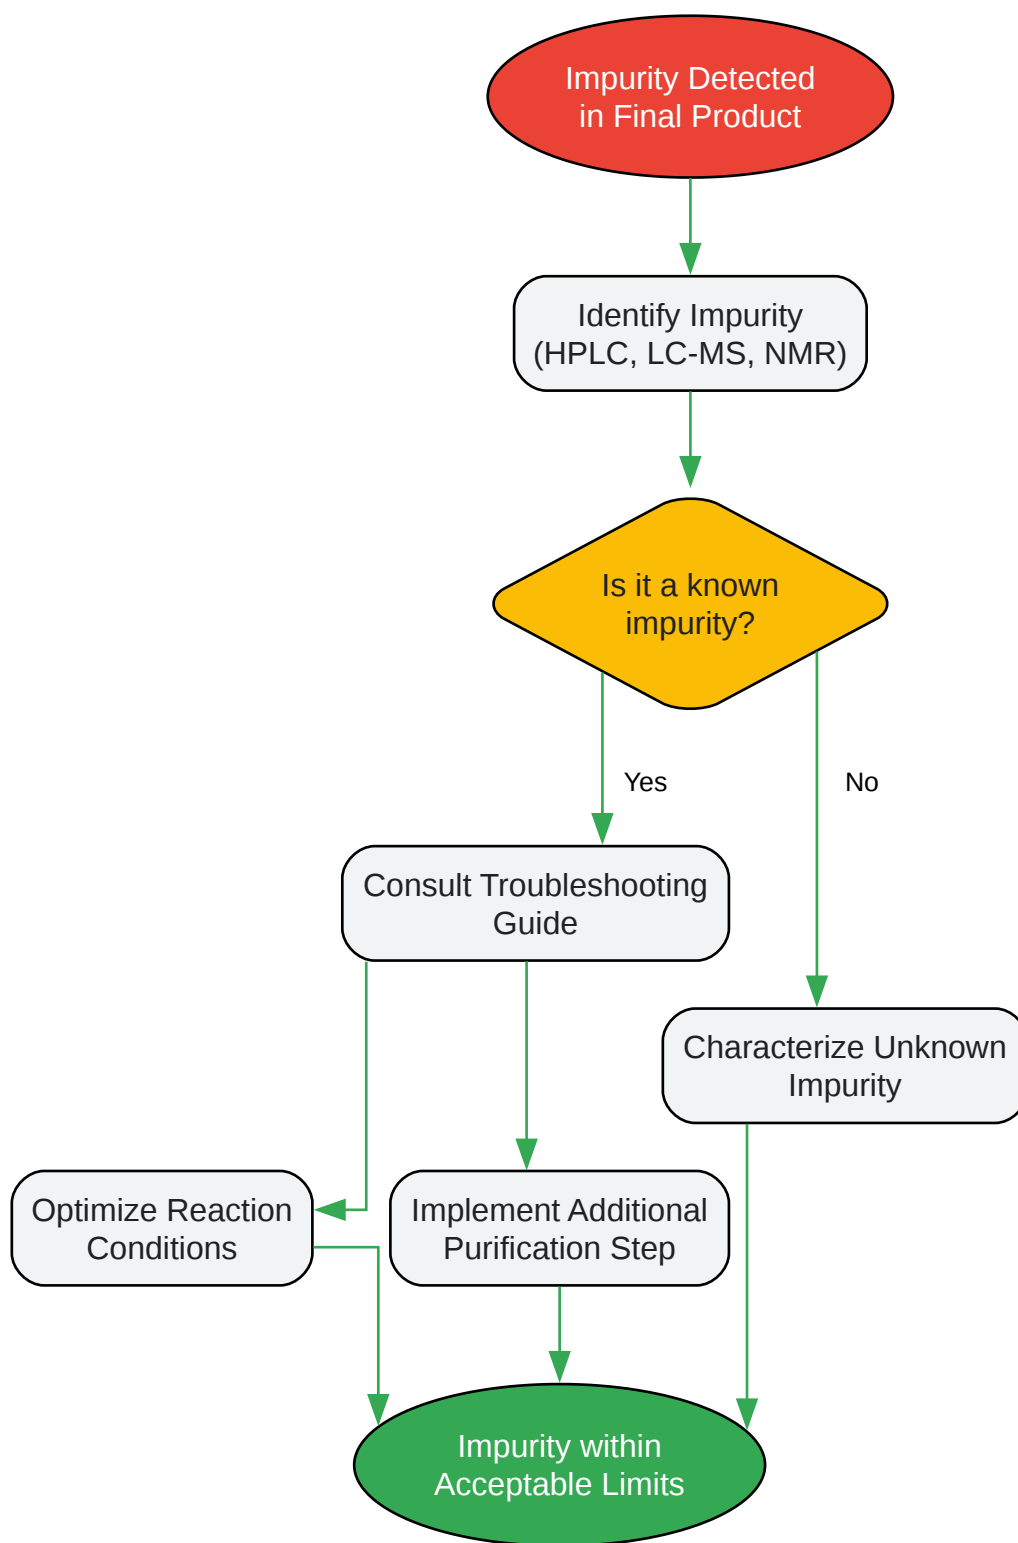 Impurity Detected
in Final Product
Identify Impurity
(HPLC, LC-MS, NMR)
Is it a known
impurity?
Yes
No
Consult Troubleshooting
Guide
Characterize Unknown
Impurity
Optimize Reaction
Conditions
Implement Additional
Purification Step
Impurity within
Acceptable Limits